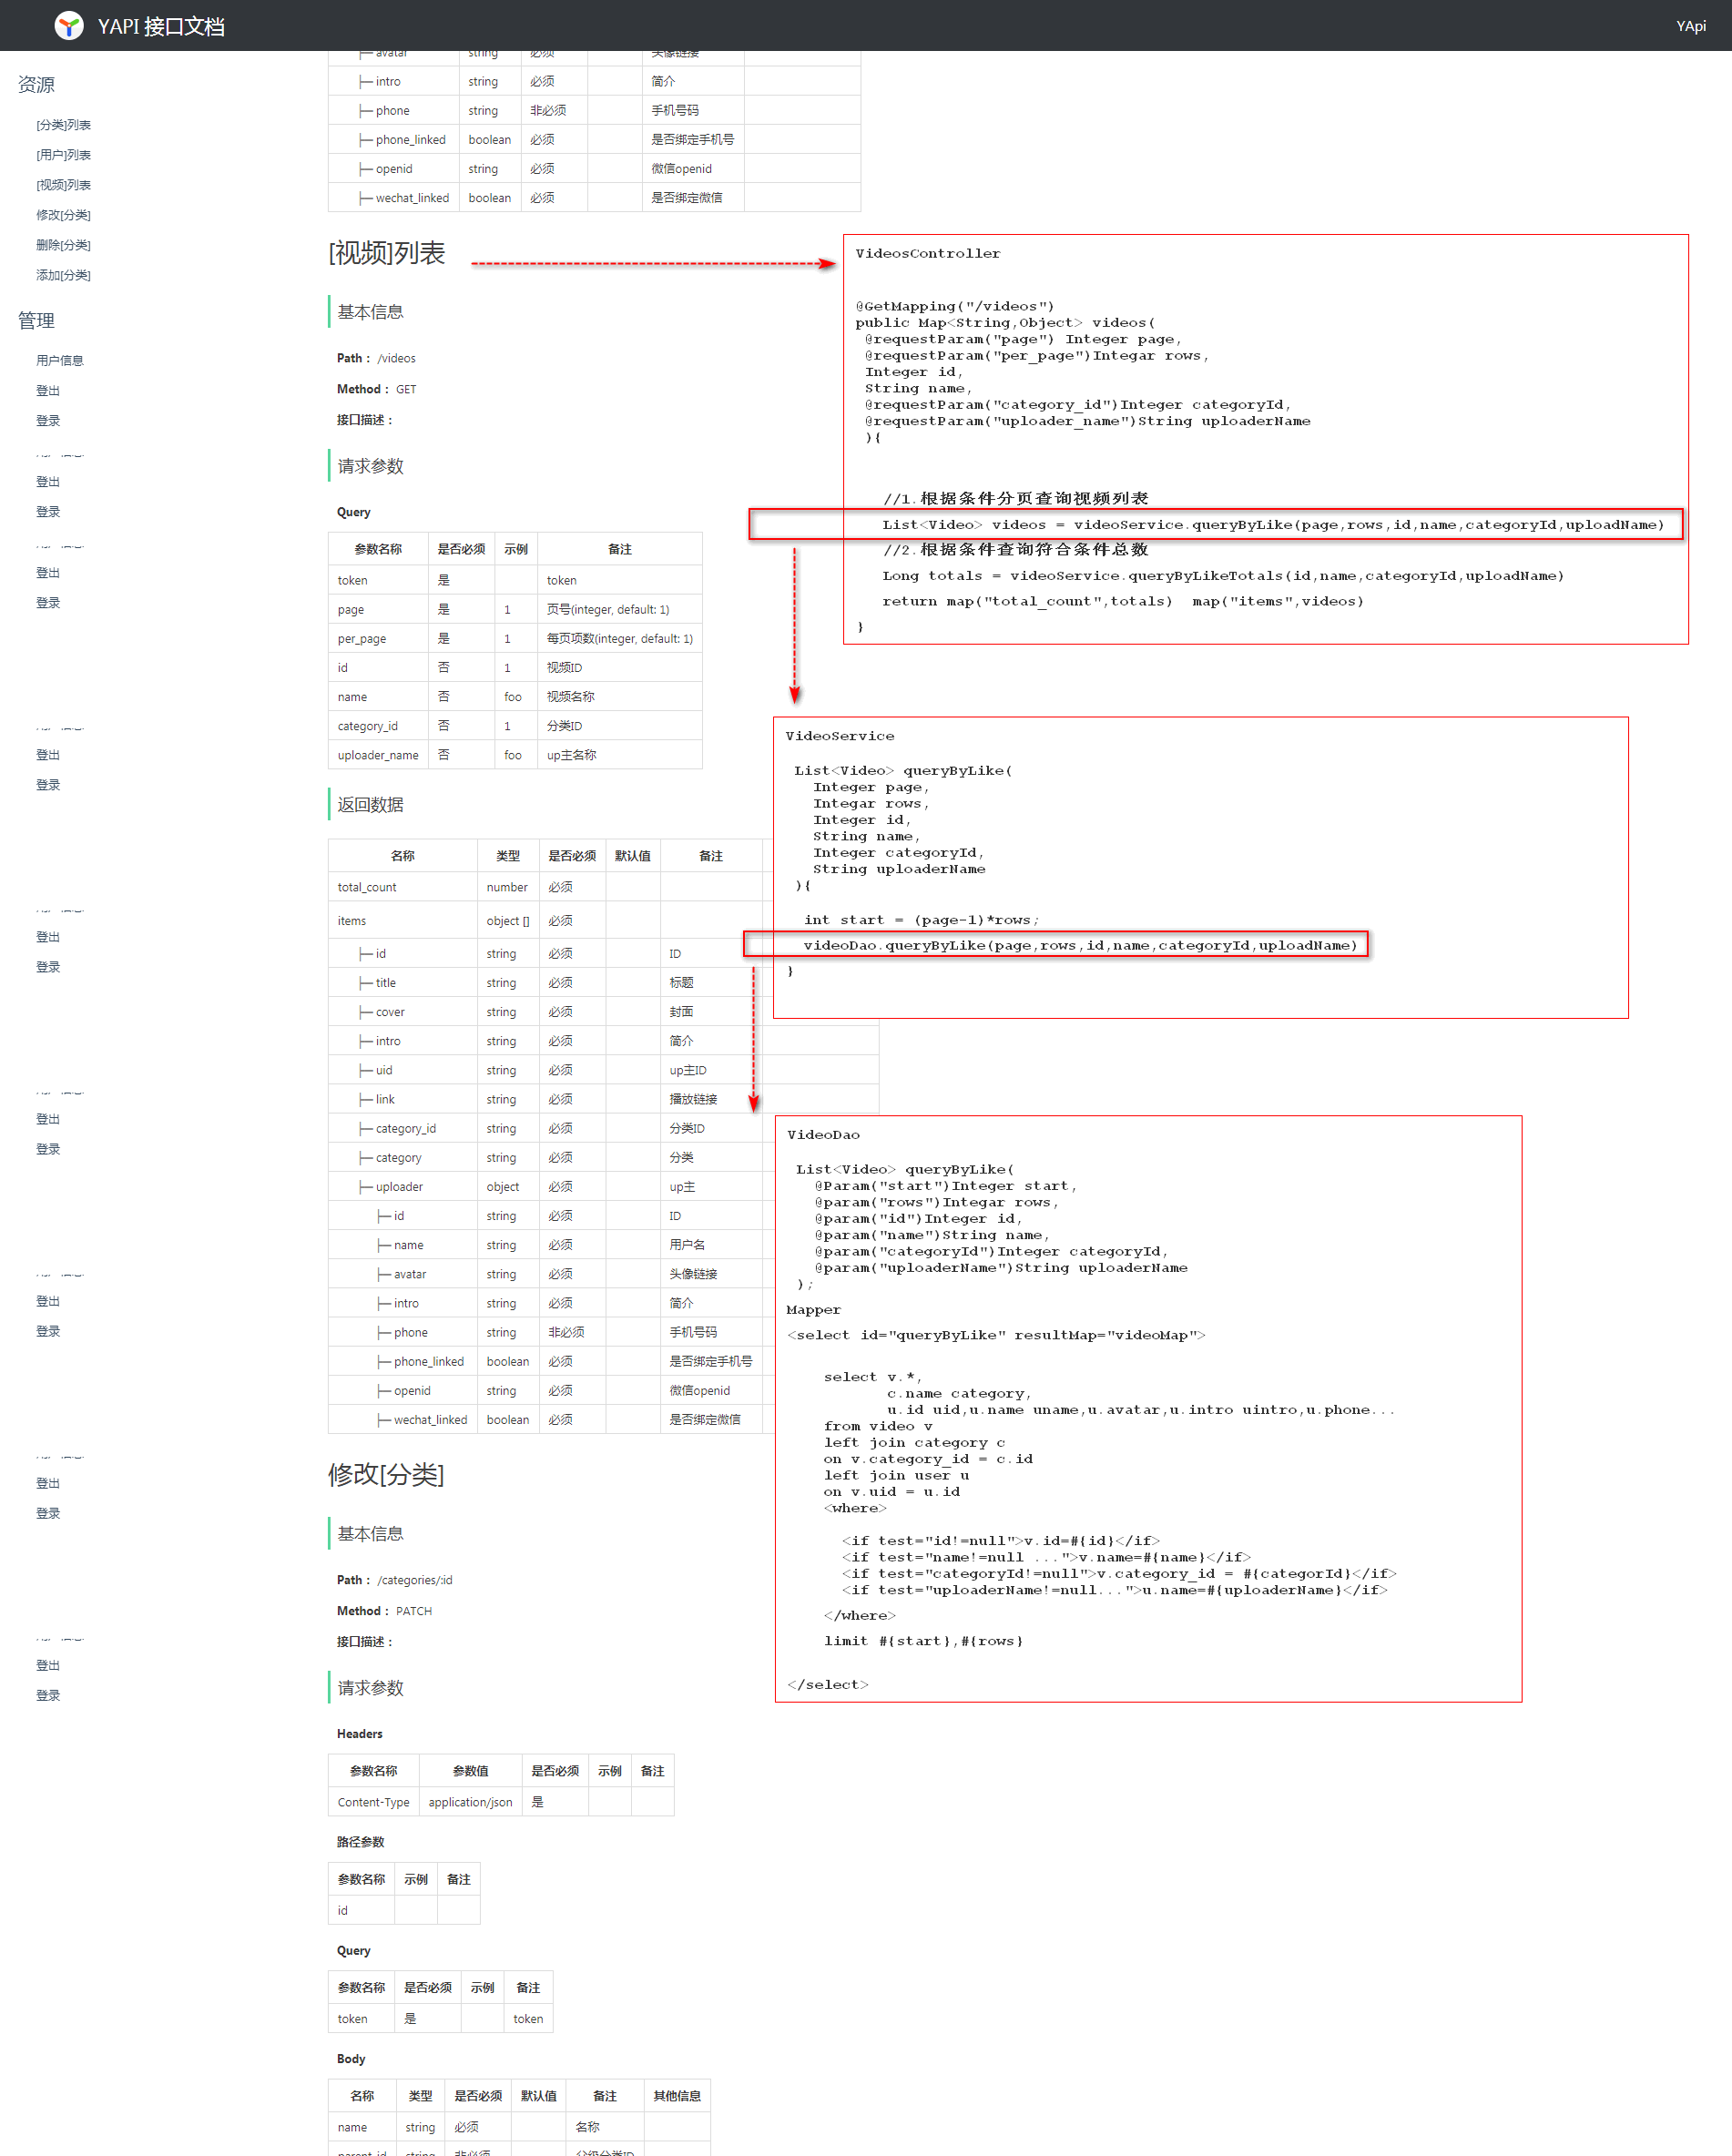 YAPI 接口文档
YApi
资源
[分类]列表
[用户]列表
[视频]列表
修改[分类]
删除[分类]
添加[分类]
管理
用户信息
登出
登录
登出
登录
登出
登录
登出
登录
登出
登录
登出
登录
登出
登录
登出
登录
登出
登录
├─ avatar string 必须 头像链接
├─ intro string 必须 简介
├─ phone string 非必须 手机号码
├─ phone_linked boolean 必须 是否绑定手机号
├─ openid string 必须 微信openid
├─ wechat_linked boolean 必须 是否绑定微信
[视频]列表
基本信息
Path： /videos
Method： GET
接口描述：
请求参数
Query
参数名称 是否必须 示例 备注
token 是 token
page 是 1 页号(integer, default: 1)
per_page 是 1 每页项数(integer, default: 1)
id 否 1 视频ID
name 否 foo 视频名称
category_id 否 1 分类ID
uploader_name 否 foo up主名称
返回数据
名称 类型 是否必须 默认值 备注
total_count number 必须
items object [] 必须
├─ id string 必须 ID
├─ title string 必须 标题
├─ cover string 必须 封面
├─ intro string 必须 简介
├─ uid string 必须 up主ID
├─ link string 必须 播放链接
├─ category_id string 必须 分类ID
├─ category string 必须 分类
├─ uploader object 必须 up主
├─ id string 必须 ID
├─ name string 必须 用户名
├─ avatar string 必须 头像链接
├─ intro string 必须 简介
├─ phone string 非必须 手机号码
├─ phone_linked boolean 必须 是否绑定手机号
├─ openid string 必须 微信openid
├─ wechat_linked boolean 必须 是否绑定微信
修改[分类]
基本信息
Path： /categories/:id
Method： PATCH
接口描述：
请求参数
Headers
参数名称 参数值 是否必须 示例 备注
Content-Type application/json 是
路径参数
参数名称 示例 备注
id
Query
参数名称 是否必须 示例 备注
token 是 token
Body
名称 类型 是否必须 默认值 备注 其他信息
name string 必须 名称
parent_id string 非必须 父级分类ID
VideosController
@GetMapping("/videos")
public Map<String,Object> videos(
@requestParam("page") Integer page,
@requestParam("per_page")Integar rows,
Integer id,
String name,
@requestParam("category_id")Integer categoryId,
@requestParam("uploader_name")String uploaderName
){
//1.根据条件分页查询视频列表
List<Video> videos = videoService.queryByLike(page,rows,id,name,categoryId,uploadName)
//2.根据条件查询符合条件总数
Long totals = videoService.queryByLikeTotals(id,name,categoryId,uploadName)
return map("total_count",totals) map("items",videos)
}
VideoService
List<Video> queryByLike(
Integer page,
Integar rows,
Integer id,
String name,
Integer categoryId,
String uploaderName
){
int start = (page-1)*rows;
videoDao.queryByLike(page,rows,id,name,categoryId,uploadName)
}
VideoDao
List<Video> queryByLike(
@Param("start")Integer start,
@param("rows")Integar rows,
@param("id")Integer id,
@param("name")String name,
@param("categoryId")Integer categoryId,
@param("uploaderName")String uploaderName
);
Mapper
<select id="queryByLike" resultMap="videoMap">
select v.*,
c.name category,
u.id uid,u.name uname,u.avatar,u.intro uintro,u.phone...
from video v
left join category c
on v.category_id = c.id
left join user u
on v.uid = u.id
<where>
<if test="id!=null">v.id=#{id}</if>
<if test="name!=null ...">v.name=#{name}</if>
<if test="categoryId!=null">v.category_id = #{categorId}</if>
<if test="uploaderName!=null...">u.name=#{uploaderName}</if>
</where>
limit #{start},#{rows}
</select>